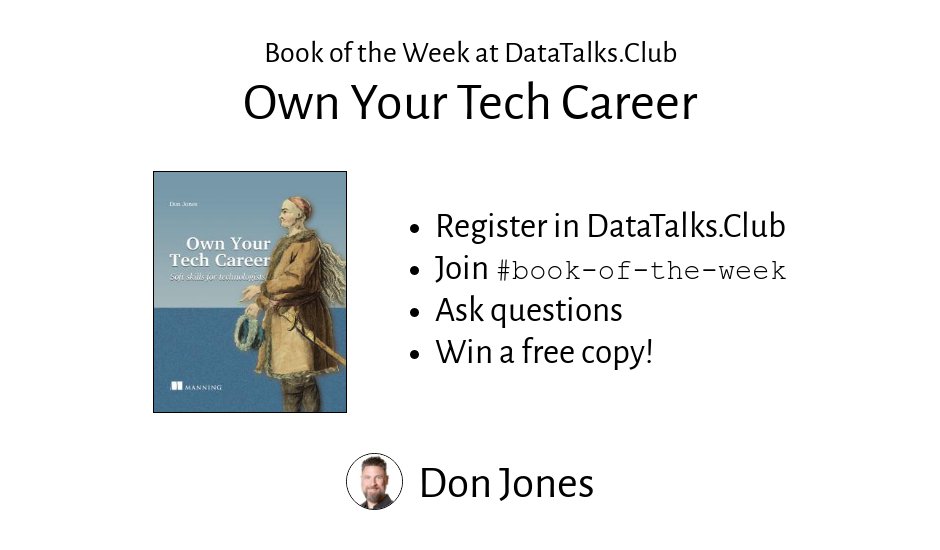 Book of the Week at DataTalks.Club
Own Your Tech Career
Don Jones
Own Your
Tech Career
Soft skills for technologists
MANNING
Register in DataTalks.Club
Join #book-of-the-week
Ask questions
Win a free copy!
Don Jones